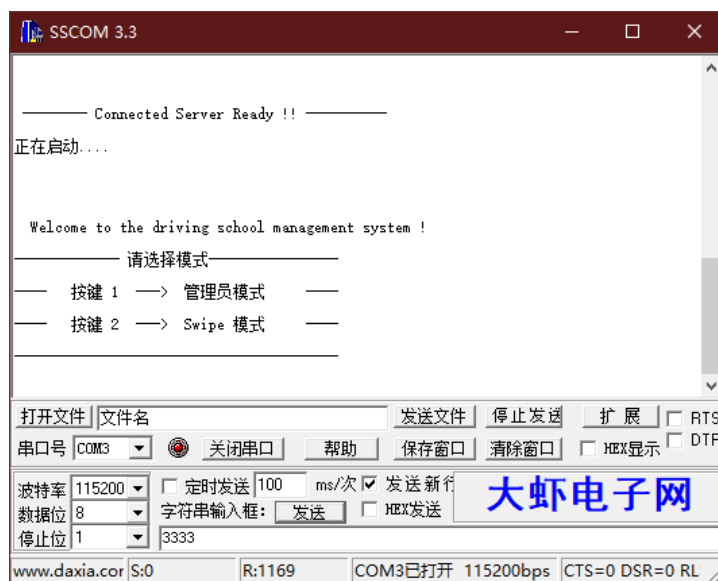 SSCOM 3.3
———— Connected Server Ready !! ————
正在启动....
Welcome to the driving school management system !
———— 请选择模式————
—— 按键 1 —> 管理员模式 ——
—— 按键 2 —> Swipe 模式 ——
打开文件 文件名 发送文件 停止发送 扩展 RTS
串口号 COM3 关闭串口 帮助 保存窗口 清除窗口 HEX显示 DTR
波特率 115200 定时发送 100 ms/次 发送新行
大虾电子网
数据位 8 字符串输入框: 发送 HEX发送
停止位 1 3333
www.daxia.cor S:0 R:1169 COM3已打开 115200bps CTS=0 DSR=0 RL